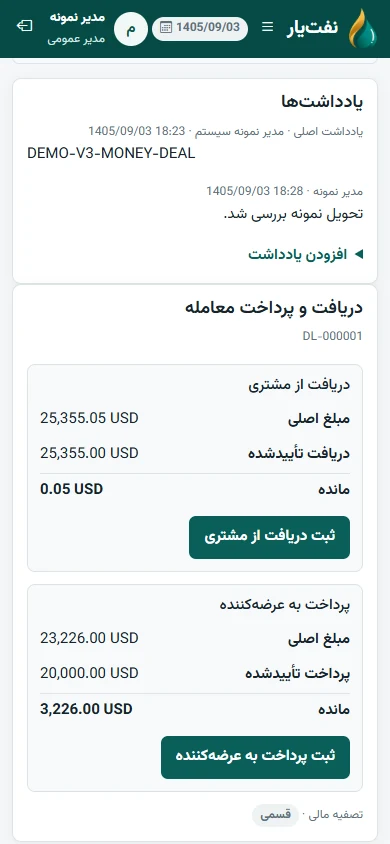 نفت‌یار
1405/09/03
م
مدیر نمونه
مدیر عمومی
یادداشت‌ها
یادداشت اصلی · مدیر نمونه سیستم · 1405/09/03 18:23
DEMO-V3-MONEY-DEAL
مدیر نمونه · 1405/09/03 18:28
تحویل نمونه بررسی شد.
◀ افزودن یادداشت
دریافت و پرداخت معامله
DL-000001
دریافت از مشتری
مبلغ اصلی 25,355.05 USD
دریافت تأییدشده 25,355.00 USD
مانده 0.05 USD
ثبت دریافت از مشتری
پرداخت به عرضه‌کننده
مبلغ اصلی 23,226.00 USD
پرداخت تأییدشده 20,000.00 USD
مانده 3,226.00 USD
ثبت پرداخت به عرضه‌کننده
تصفیه مالی · قسمی